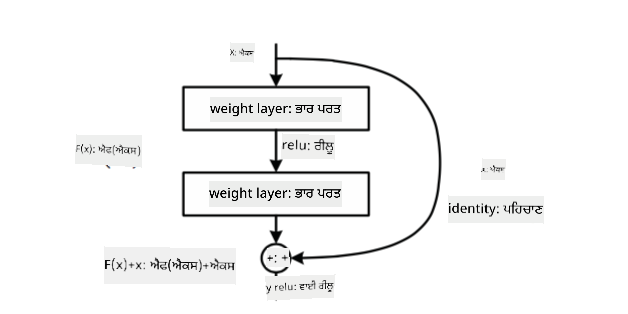 X: ਐਕਸ
weight layer: ਭਾਰ ਪਰਤ
relu: ਰੀਲੂ
F(x): ਐਫ(ਐਕਸ)
x: ਐਕਸ
weight layer: ਭਾਰ ਪਰਤ
identity: ਪਹਿਚਾਣ
+: +
F(x)+x: ਐਫ(ਐਕਸ)+ਐਕਸ
y relu: ਵਾਈ ਰੀਲੂ